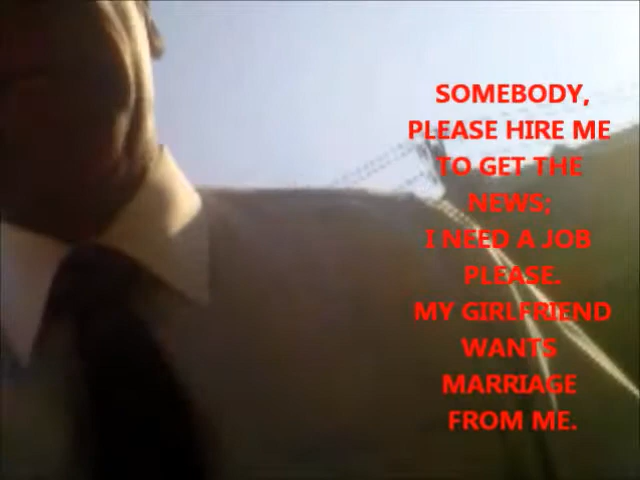 SOMEBODY,
PLEASE HIRE ME
TO GET THE
NEWS;
I NEED A JOB
PLEASE.
MY GIRLFRIEND
WANTS
MARRIAGE
FROM ME.